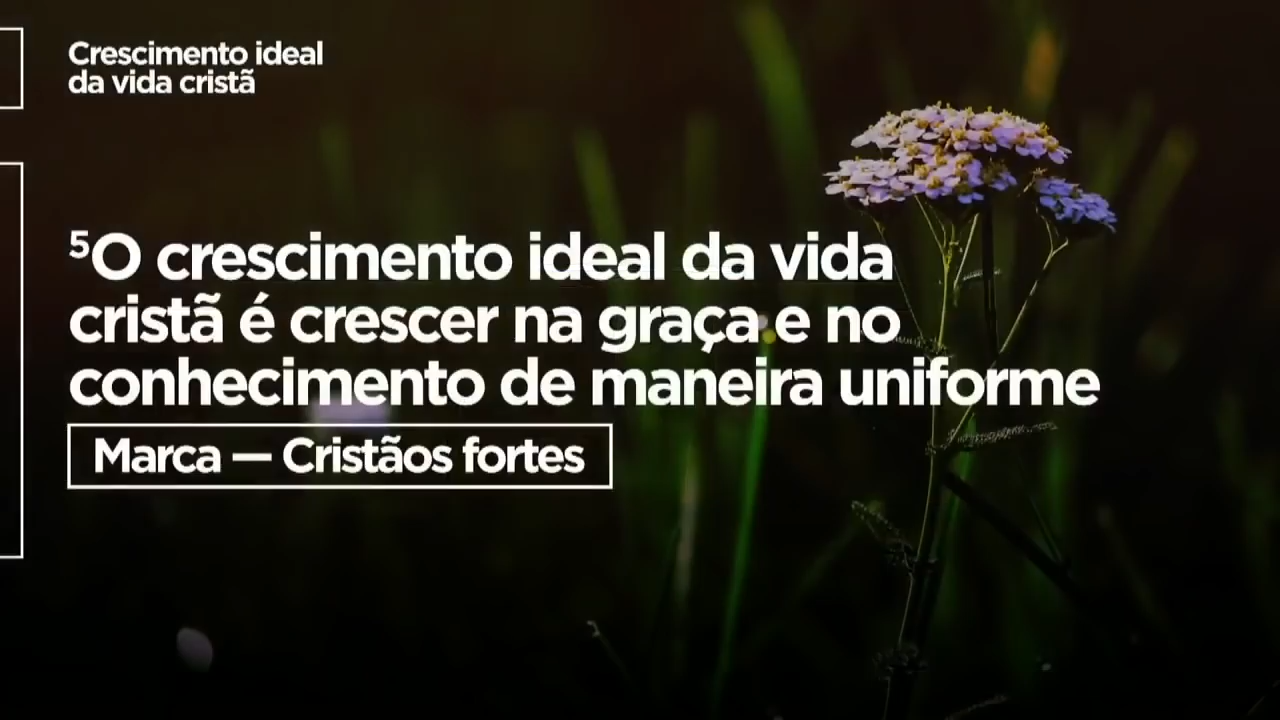 Crescimento ideal
da vida cristã
⁵O crescimento ideal da vida
cristã é crescer na graça e no
conhecimento de maneira uniforme
Marca — Cristãos fortes